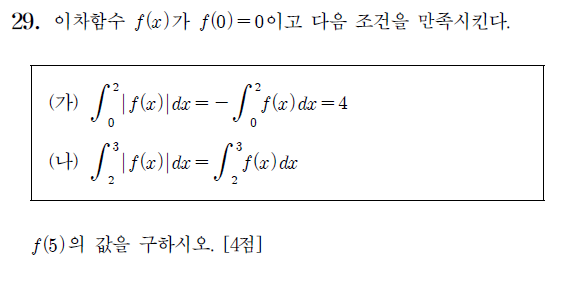 29. 이차함수 f(x)가 f(0)=0이고 다음 조건을 만족시킨다.
(가) ∫₀²|f(x)|dx = -∫₀²f(x)dx = 4
(나) ∫₂³|f(x)|dx = ∫₂³f(x)dx
f(5)의 값을 구하시오. [4점]